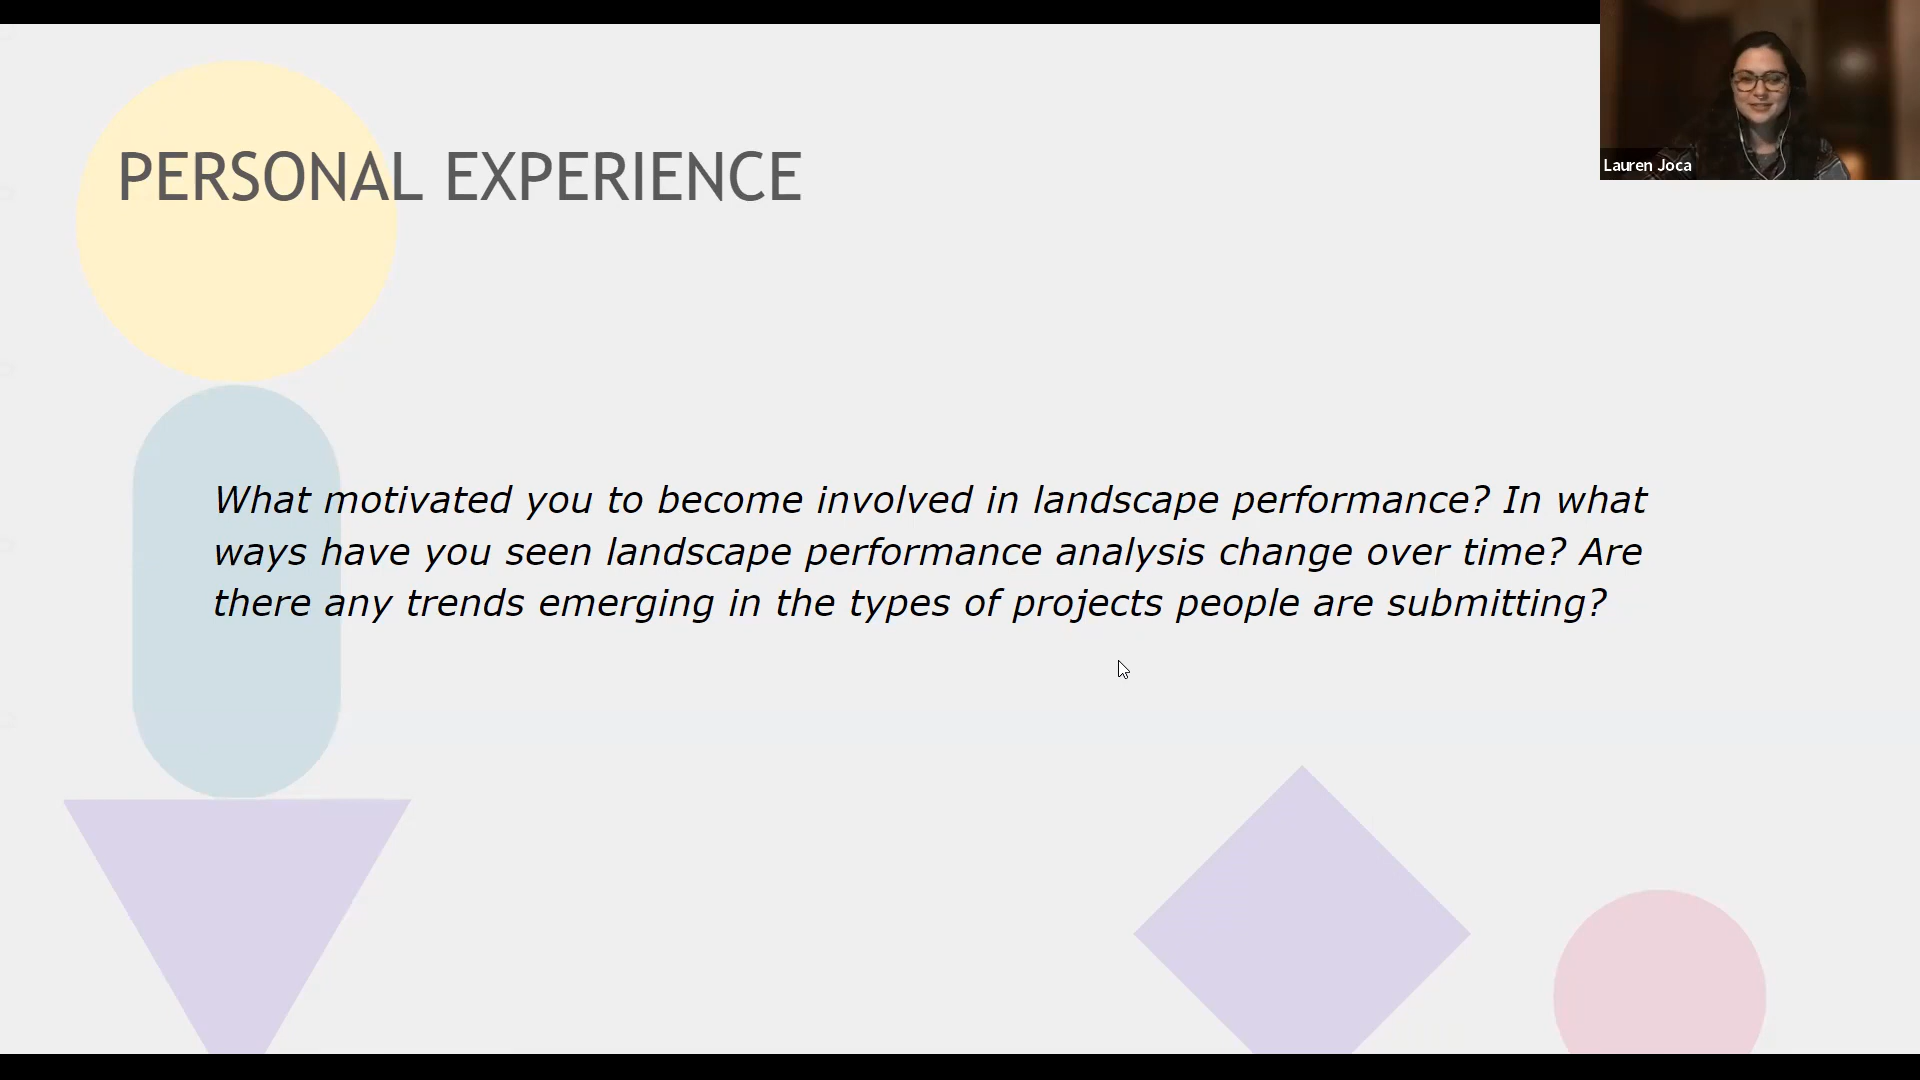 PERSONAL EXPERIENCE
Lauren Joca
What motivated you to become involved in landscape performance? In what
ways have you seen landscape performance analysis change over time? Are
there any trends emerging in the types of projects people are submitting?